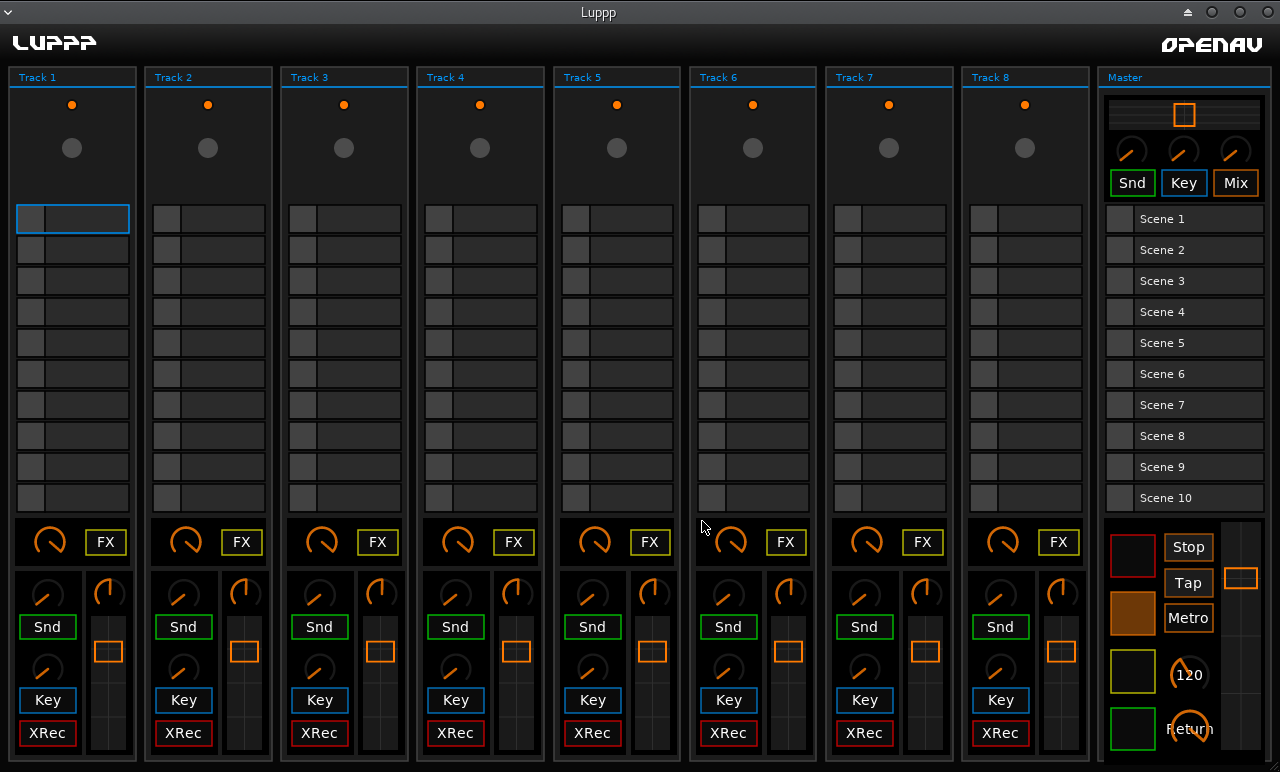 Luppp
LUPPP OPENAV
Track 1 Track 2 Track 3 Track 4 Track 5 Track 6 Track 7 Track 8 Master
Snd Key Mix
Scene 1
Scene 2
Scene 3
Scene 4
Scene 5
Scene 6
Scene 7
Scene 8
Scene 9
Scene 10
FX FX FX FX FX FX FX FX Stop
Tap
Snd Snd Snd Snd Snd Snd Snd Snd Metro
120
Key Key Key Key Key Key Key Key
XRec XRec XRec XRec XRec XRec XRec XRec Return